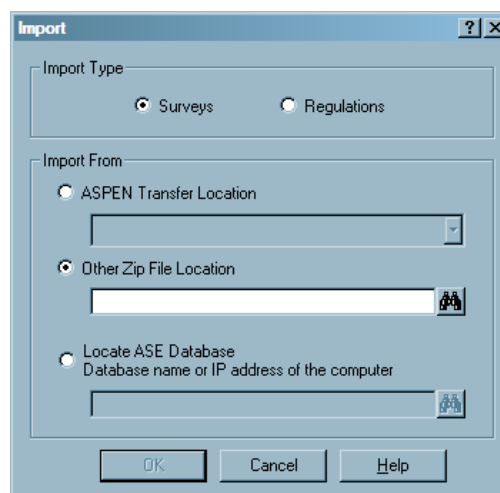 Import
Import Type
Surveys
Regulations
Import From
ASPEN Transfer Location
Other Zip File Location
Locate ASE Database
Database name or IP address of the computer
OK
Cancel
Help